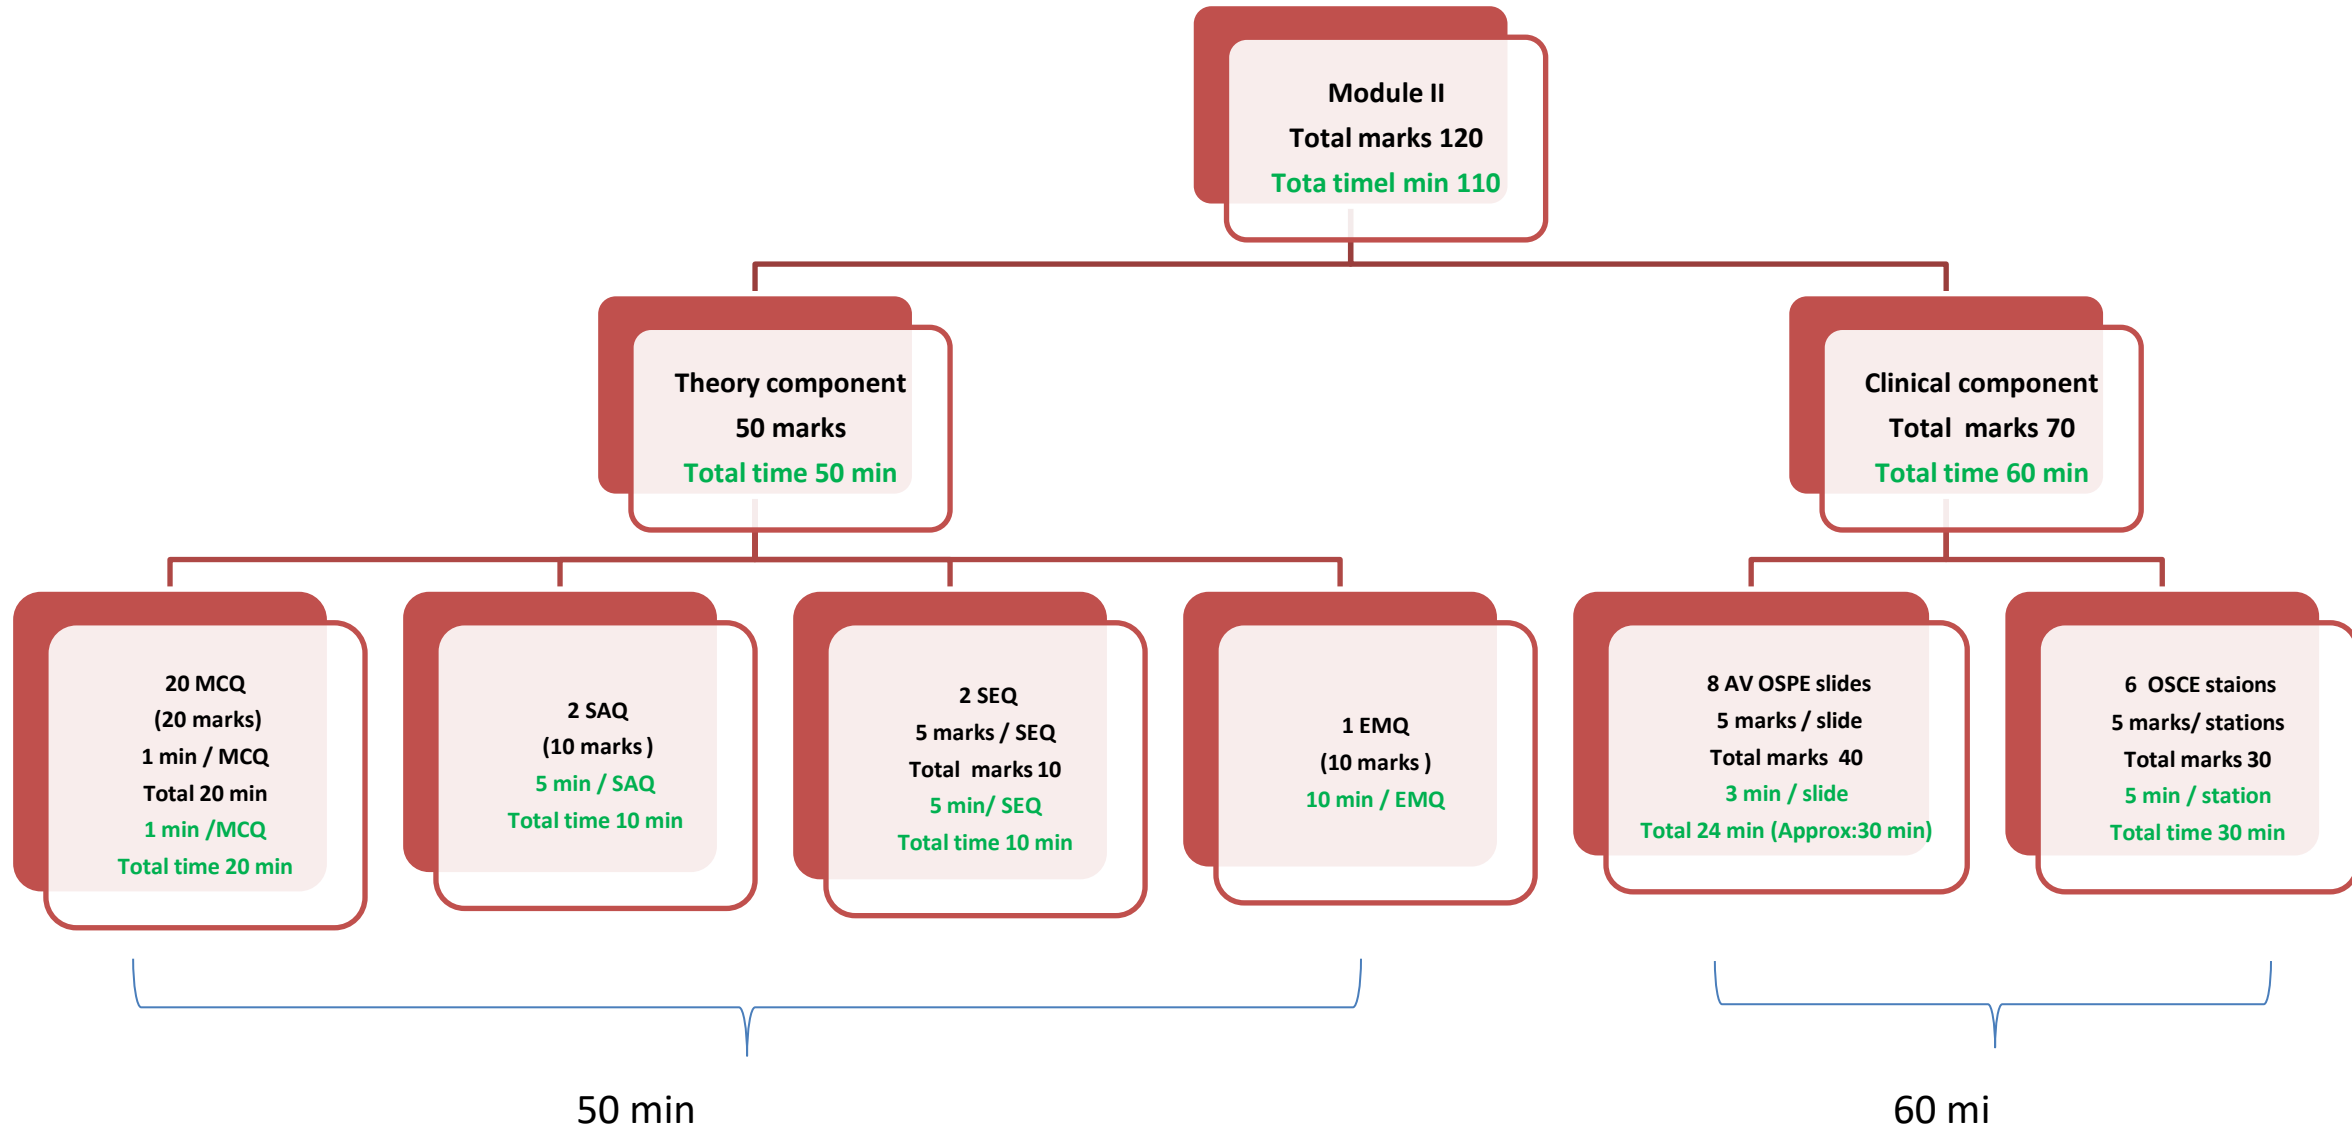 Module II
Total marks 120
Tota timel min 110
Theory component
50 marks
Total time 50 min
Clinical component
Total marks 70
Total time 60 min
20 MCQ
(20 marks)
1 min / MCQ
Total 20 min
1 min /MCQ
Total time 20 min
2 SAQ
(10 marks )
5 min / SAQ
Total time 10 min
2 SEQ
5 marks / SEQ
Total marks 10
5 min/ SEQ
Total time 10 min
1 EMQ
(10 marks )
10 min / EMQ
8 AV OSPE slides
5 marks / slide
Total marks 40
3 min / slide
Total 24 min (Approx:30 min)
6 OSCE staions
5 marks/ stations
Total marks 30
5 min / station
Total time 30 min
50 min
60 mi